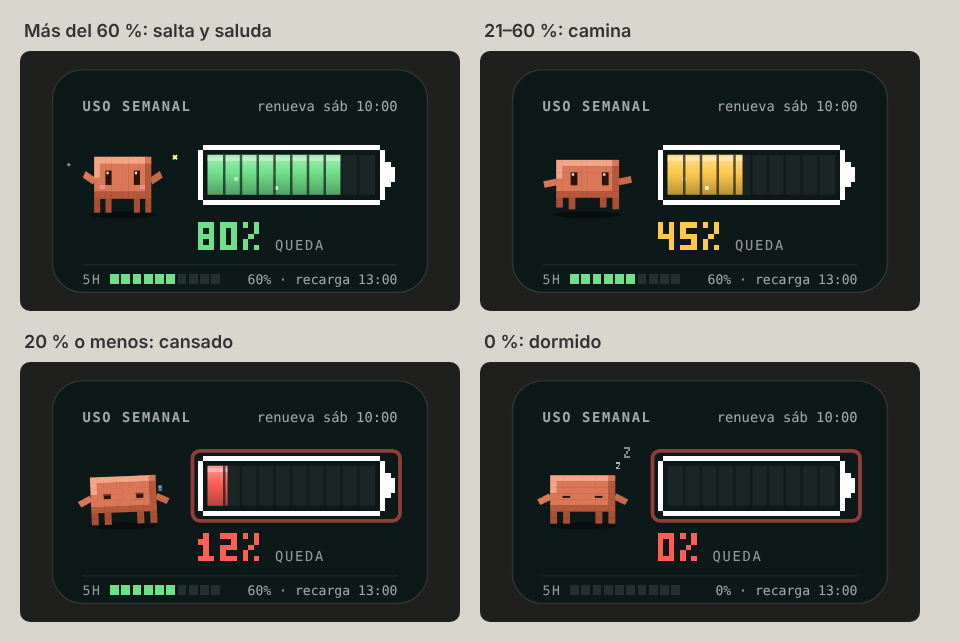 Más del 60 %: salta y saluda
USO SEMANAL renueva sáb 10:00
80% QUEDA
5H 60% · recarga 13:00
21–60 %: camina
USO SEMANAL renueva sáb 10:00
45% QUEDA
5H 60% · recarga 13:00
20 % o menos: cansado
USO SEMANAL renueva sáb 10:00
12% QUEDA
5H 60% · recarga 13:00
0 %: dormido
z
z
USO SEMANAL renueva sáb 10:00
0% QUEDA
5H 0% · recarga 13:00